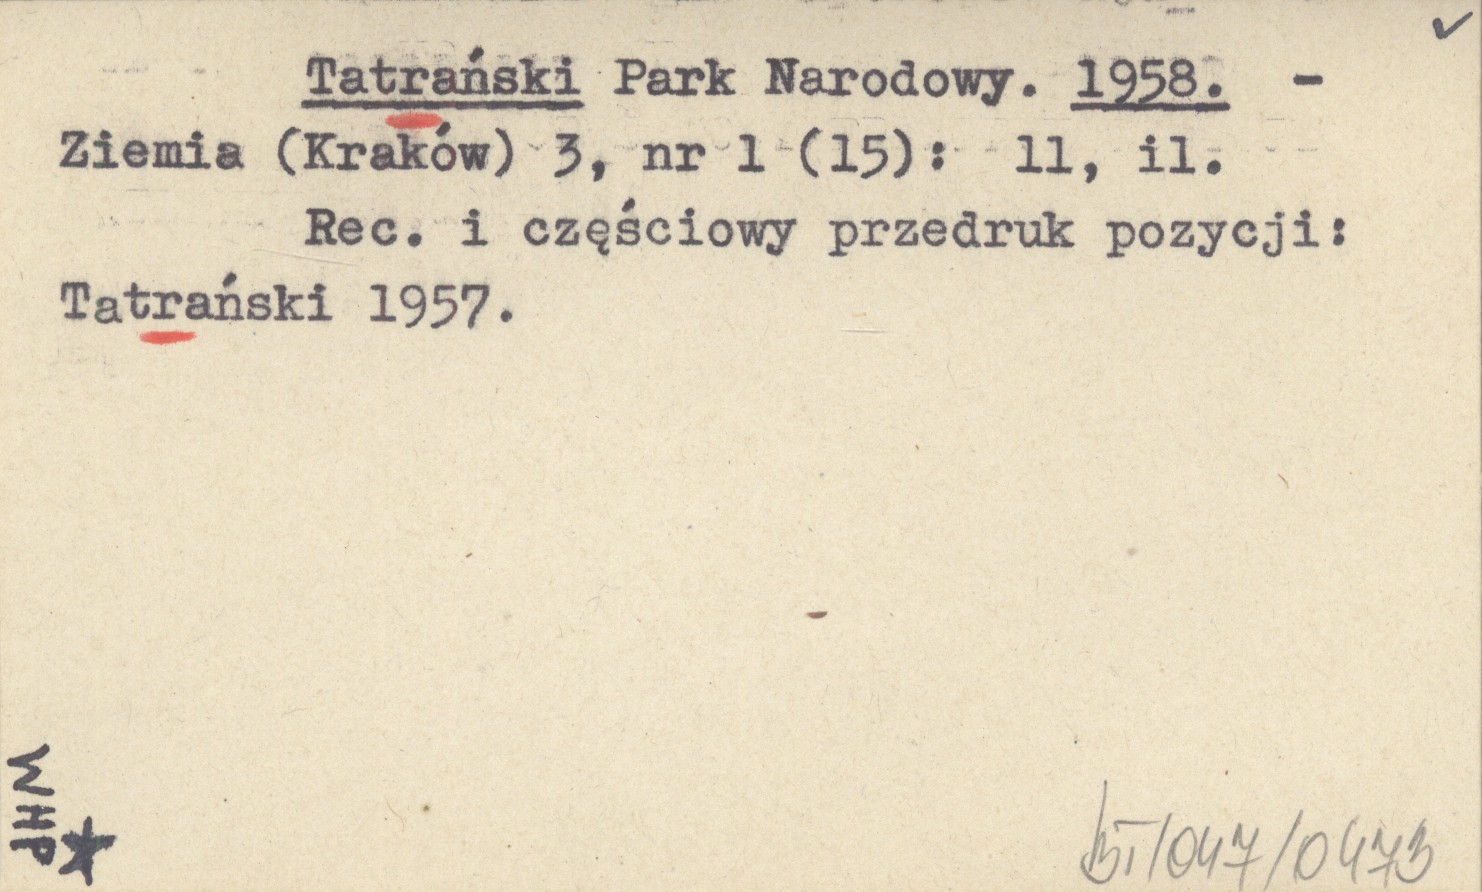 Tatrański Park Narodowy. 1958. -
Ziemia (Kraków) 3, nr 1 (15): 11, il.
Rec. i częściowy przedruk pozycji:
Tatrański 1957.
WHP
BI/047/0473